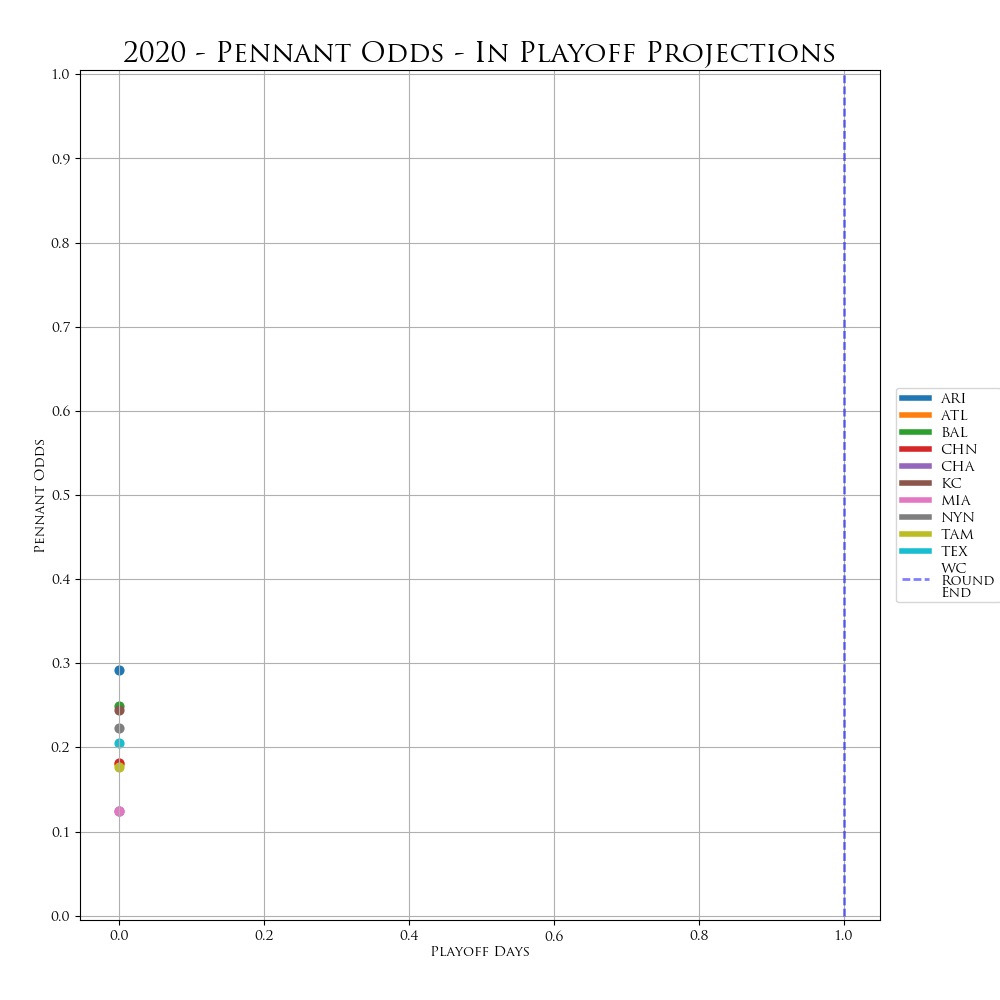 2020 - Pennant Odds - In Playoff Projections
1.0
0.9
0.8
0.7
0.6
0.5
0.4
0.3
0.2
0.1
0.0
Pennant Odds
0.0 0.2 0.4 0.6 0.8 1.0
Playoff Days
ARI
ATL
BAL
CHN
CHA
KC
MIA
NYN
TAM
TEX
WC
Round
End